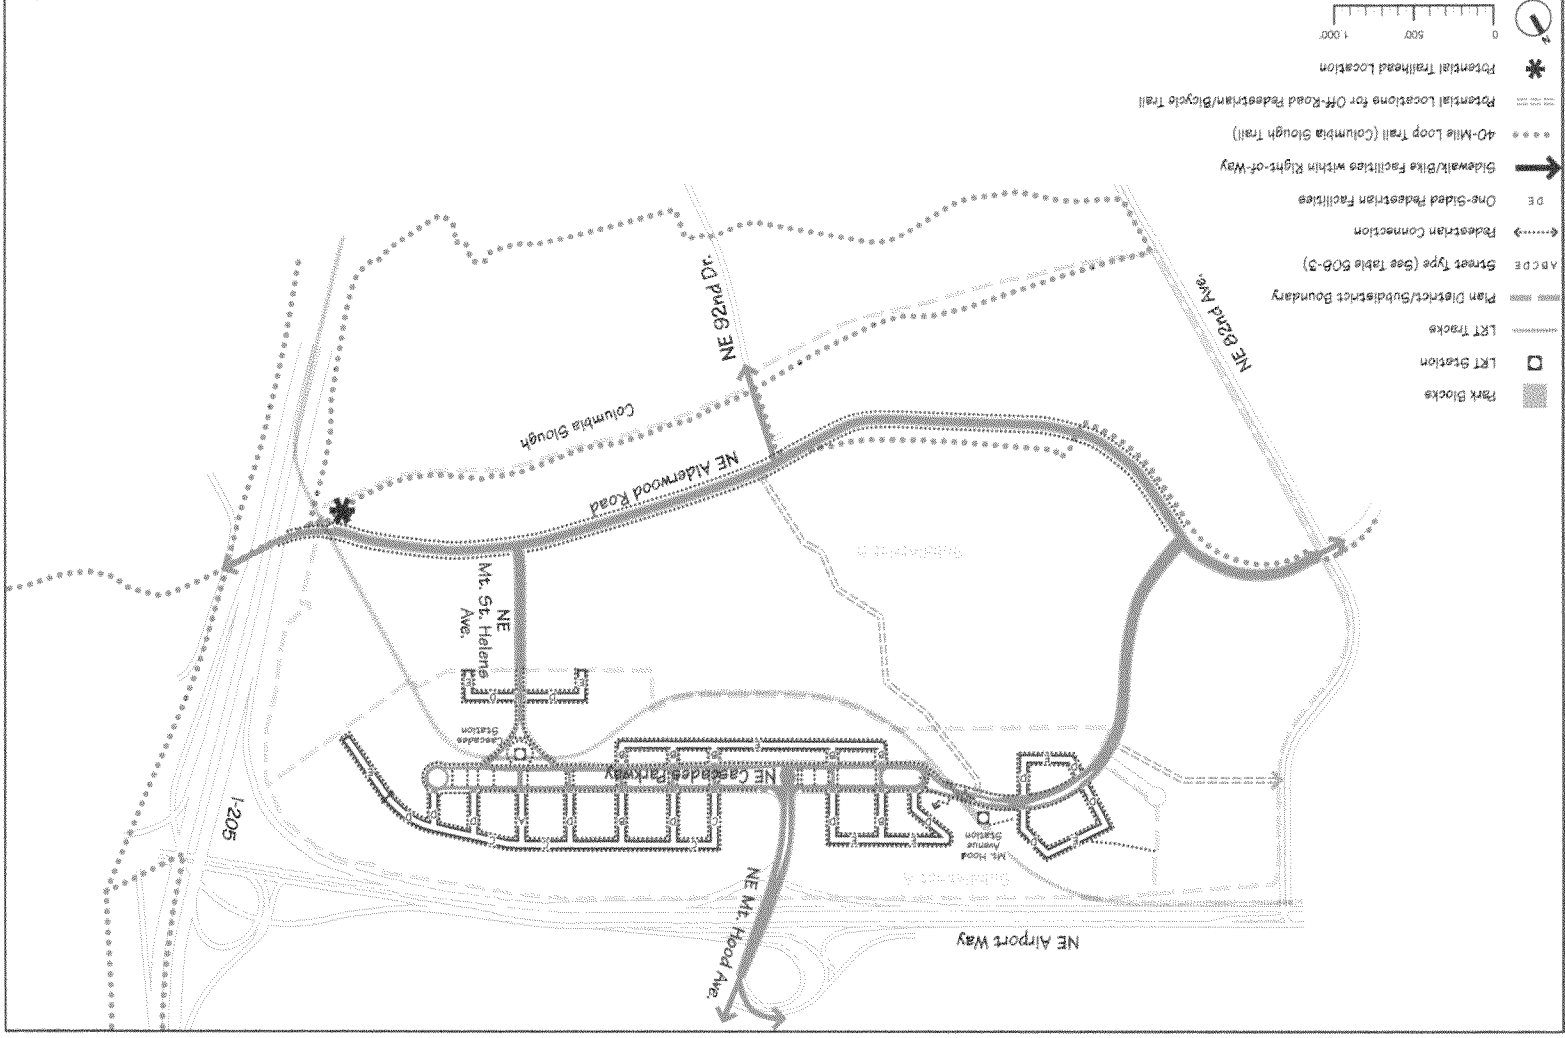 NE Airport Way
NE Mt. Hood Ave.
I-205
Subdistrict A
Mt. Hood
Avenue
Station
NE Cascades Parkway
Cascades
Station
NE
Mt. St. Helens
Ave.
Subdistrict B
NE Alderwood Road
Columbia Slough
NE 92nd Dr.
NE 82nd Ave.
Park Blocks
LRT Station
LRT Tracks
Plan District/Subdistrict Boundary
ABCDE Street Type (See Table 508-3)
Pedestrian Connection
DE One-Sided Pedestrian Facilities
Sidewalk/Bike Facilities within Right-of-Way
40-Mile Loop Trail (Columbia Slough Trail)
Potential Locations for Off-Road Pedestrian/Bicycle Trail
Potential Trailhead Location
0 500' 1,000'
N